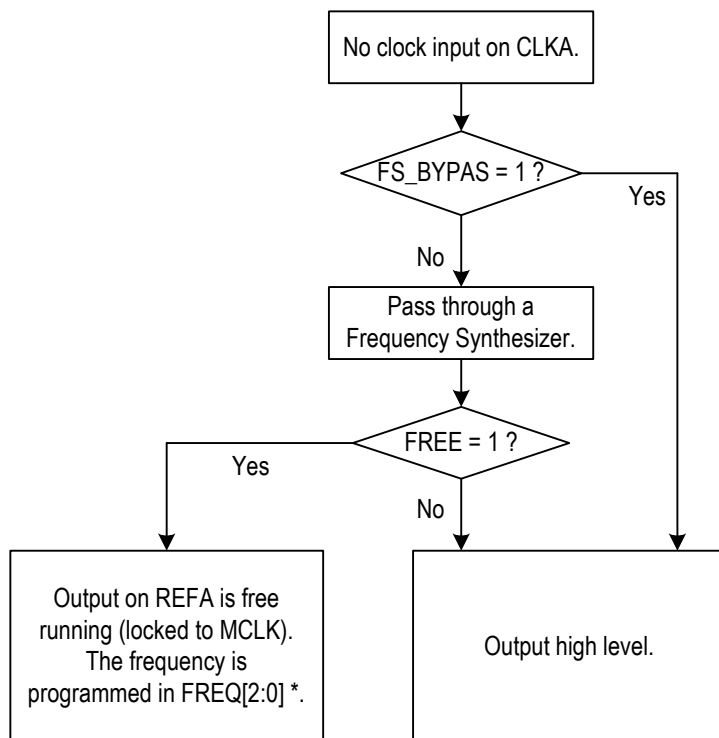 No clock input on CLKA.
FS_BYPAS = 1 ?
Yes
No
Pass through a
Frequency Synthesizer.
FREE = 1 ?
Yes
No
Output on REFA is free
running (locked to MCLK).
The frequency is
programmed in FREQ[2:0] *.
Output high level.